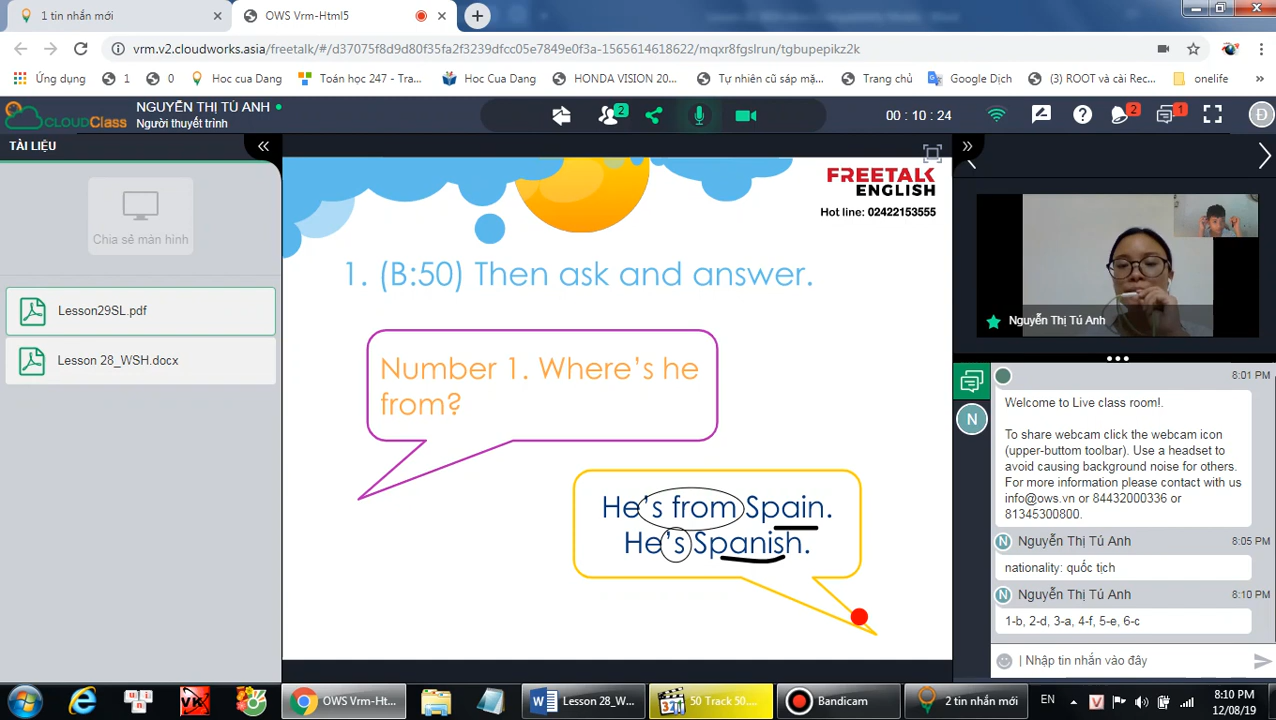 1 tin nhắn mới
OWS Vrm-Html5
vrm.v2.cloudworks.asia/freetalk/#/d37075f8d9d80f35fa2f3239dfcc05e7849e0f3a-1565614618622/mqxr8fgslrun/tgbupepikz2k
Ứng dụng
1
0
Hoc cua Dang
Toán học 247 - Tra...
Hoc Cua Dang
HONDA VISION 20...
Tự nhiên cũ sáp mặ...
Trang chủ
Google Dịch
(3) ROOT và cài Rec...
onelife
»
CLOUDClass
NGUYỄN THỊ TÚ ANH
Người thuyết trình
2
00 : 10 : 24
2
1
Đ
TÀI LIỆU
Chia sẻ màn hình
Lesson29SL.pdf
Lesson 28_WSH.docx
FREETALK
ENGLISH
Hot line: 02422153555
1. (B:50) Then ask and answer.
Number 1. Where's he
from?
He's from Spain.
He's Spanish.
Nguyễn Thị Tú Anh
8:01 PM
Welcome to Live class room!.
To share webcam click the webcam icon
(upper-buttom toolbar). Use a headset to
avoid causing background noise for others.
For more information please contact with us
info@ows.vn or 84432000336 or
81345300800.
N
N Nguyễn Thị Tú Anh 8:05 PM
nationality: quốc tịch
N Nguyễn Thị Tú Anh 8:10 PM
1-b, 2-d, 3-a, 4-f, 5-e, 6-c
Nhập tin nhắn vào đây
OWS Vrm-Ht...
Lesson 28_W...
50 Track 50....
Bandicam
2 tin nhắn mới
EN
8:10 PM
12/08/19